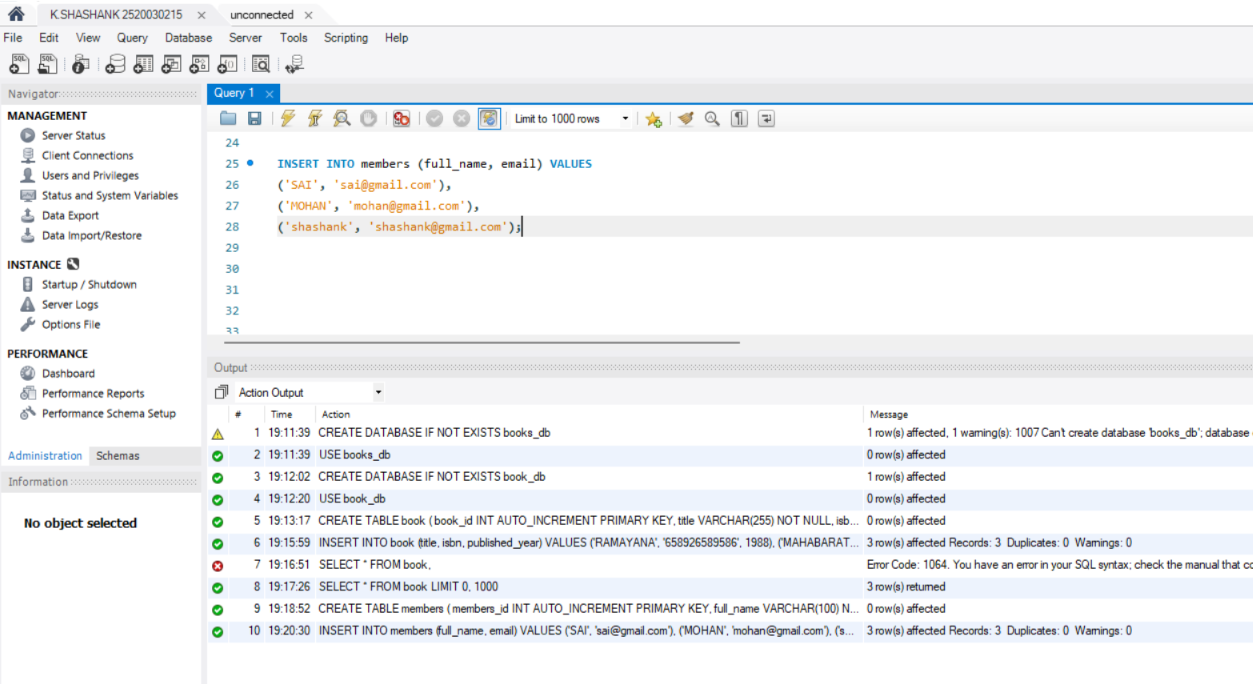 K.SHASHANK 2520030215 × unconnected ×
File Edit View Query Database Server Tools Scripting Help
Navigator
MANAGEMENT
Server Status
Client Connections
Users and Privileges
Status and System Variables
Data Export
Data Import/Restore
INSTANCE
Startup / Shutdown
Server Logs
Options File
PERFORMANCE
Dashboard
Performance Reports
Performance Schema Setup
Administration Schemas
Information
No object selected
Query 1 ×
Limit to 1000 rows
24
25 INSERT INTO members (full_name, email) VALUES
26 ('SAI', 'sai@gmail.com'),
27 ('MOHAN', 'mohan@gmail.com'),
28 ('shashank', 'shashank@gmail.com');
29
30
31
32
33
Output
Action Output
# Time Action Message
1 19:11:39 CREATE DATABASE IF NOT EXISTS books_db 1 row(s) affected, 1 warning(s): 1007 Can't create database 'books_db'; database
2 19:11:39 USE books_db 0 row(s) affected
3 19:12:02 CREATE DATABASE IF NOT EXISTS book_db 1 row(s) affected
4 19:12:20 USE book_db 0 row(s) affected
5 19:13:17 CREATE TABLE book ( book_id INT AUTO_INCREMENT PRIMARY KEY, title VARCHAR(255) NOT NULL, isb... 0 row(s) affected
6 19:15:59 INSERT INTO book (title, isbn, published_year) VALUES ('RAMAYANA', '658926589586', 1988), ('MAHABARAT... 3 row(s) affected Records: 3 Duplicates: 0 Warnings: 0
7 19:16:51 SELECT * FROM book, Error Code: 1064. You have an error in your SQL syntax; check the manual that co
8 19:17:26 SELECT * FROM book LIMIT 0, 1000 3 row(s) returned
9 19:18:52 CREATE TABLE members ( members_id INT AUTO_INCREMENT PRIMARY KEY, full_name VARCHAR(100) N... 0 row(s) affected
10 19:20:30 INSERT INTO members (full_name, email) VALUES ('SAI', 'sai@gmail.com'), ('MOHAN', 'mohan@gmail.com'), ('s... 3 row(s) affected Records: 3 Duplicates: 0 Warnings: 0